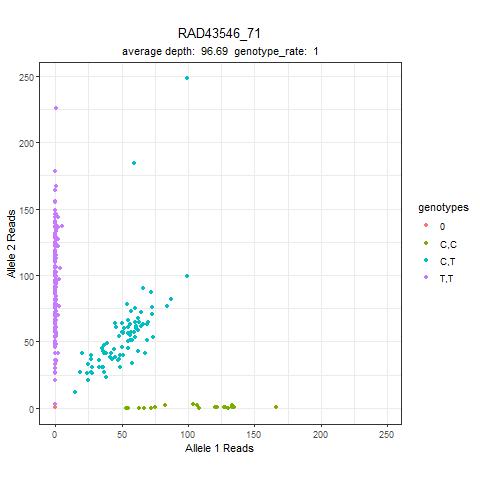 RAD43546_71
average depth: 96.69 genotype_rate: 1
250
200
150
100
50
0
Allele 2 Reads
0 50 100 150 200 250
Allele 1 Reads
genotypes
0
C,C
C,T
T,T